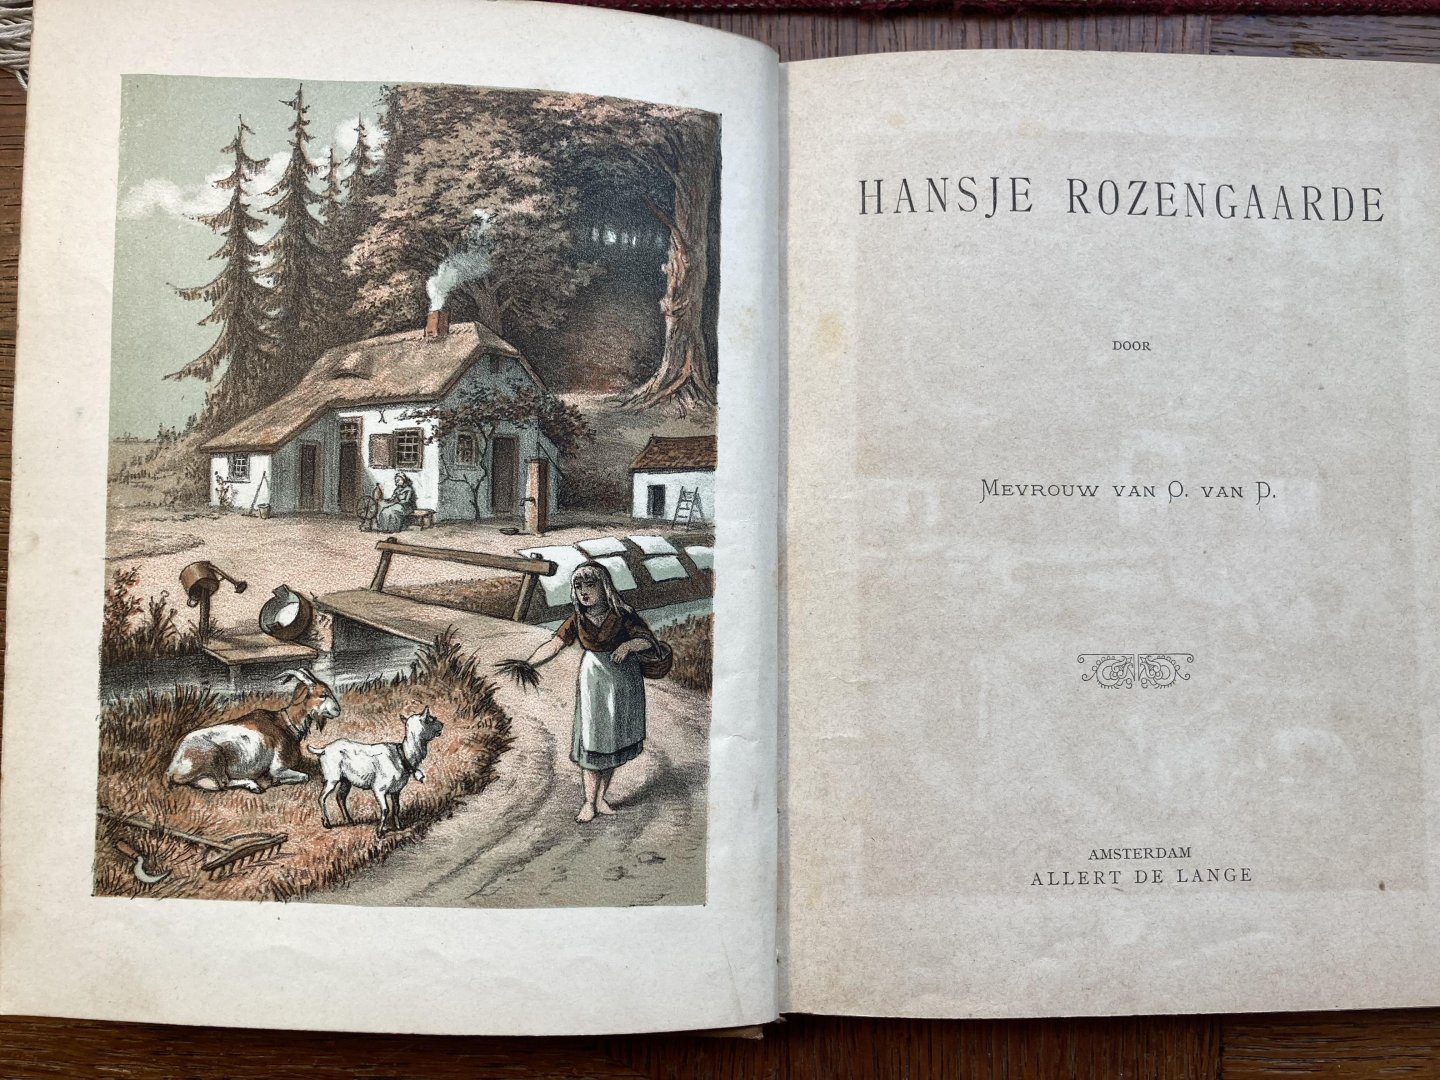 HANSJE ROZENGAARDE
DOOR
MEVROUW VAN O. VAN D.
AMSTERDAM
ALLERT DE LANGE